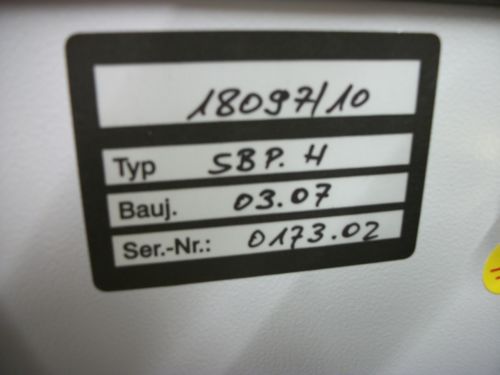 18097/10
Typ SBP. H
Bauj. 03.07
Ser.-Nr.: 0173.02